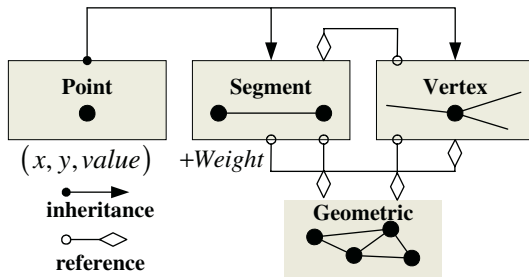 Point
Segment
Vertex
(x, y, value)
+Weight
inheritance
reference
Geometric